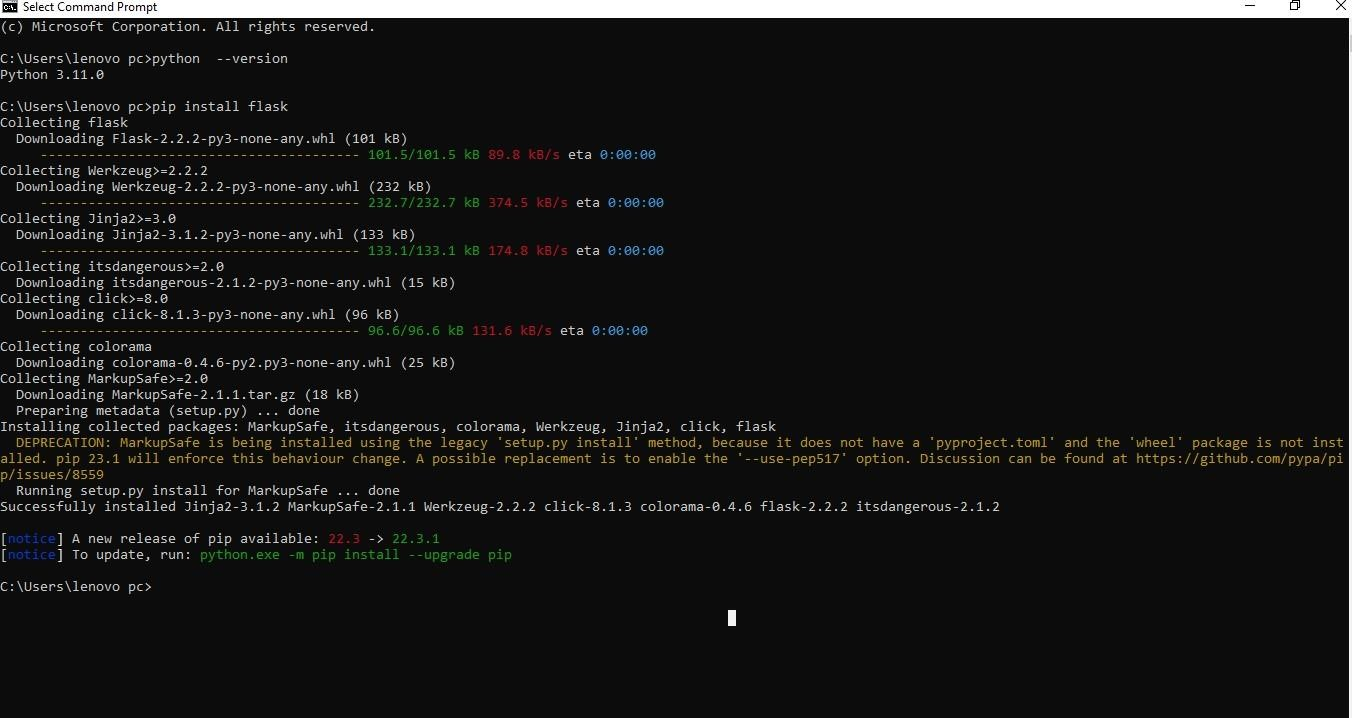 Select Command Prompt
(c) Microsoft Corporation. All rights reserved.
C:\Users\lenovo pc>python  --version
Python 3.11.0
C:\Users\lenovo pc>pip install flask
Collecting flask
  Downloading Flask-2.2.2-py3-none-any.whl (101 kB)
     ---------------------------------------- 101.5/101.5 kB 89.8 kB/s eta 0:00:00
Collecting Werkzeug>=2.2.2
  Downloading Werkzeug-2.2.2-py3-none-any.whl (232 kB)
     ---------------------------------------- 232.7/232.7 kB 374.5 kB/s eta 0:00:00
Collecting Jinja2>=3.0
  Downloading Jinja2-3.1.2-py3-none-any.whl (133 kB)
     ---------------------------------------- 133.1/133.1 kB 174.8 kB/s eta 0:00:00
Collecting itsdangerous>=2.0
  Downloading itsdangerous-2.1.2-py3-none-any.whl (15 kB)
Collecting click>=8.0
  Downloading click-8.1.3-py3-none-any.whl (96 kB)
     ---------------------------------------- 96.6/96.6 kB 131.6 kB/s eta 0:00:00
Collecting colorama
  Downloading colorama-0.4.6-py2.py3-none-any.whl (25 kB)
Collecting MarkupSafe>=2.0
  Downloading MarkupSafe-2.1.1.tar.gz (18 kB)
  Preparing metadata (setup.py) ... done
Installing collected packages: MarkupSafe, itsdangerous, colorama, Werkzeug, Jinja2, click, flask
  DEPRECATION: MarkupSafe is being installed using the legacy 'setup.py install' method, because it does not have a 'pyproject.toml' and the 'wheel' package is not inst
alled. pip 23.1 will enforce this behaviour change. A possible replacement is to enable the '--use-pep517' option. Discussion can be found at https://github.com/pypa/pi
p/issues/8559
  Running setup.py install for MarkupSafe ... done
Successfully installed Jinja2-3.1.2 MarkupSafe-2.1.1 Werkzeug-2.2.2 click-8.1.3 colorama-0.4.6 flask-2.2.2 itsdangerous-2.1.2
[notice] A new release of pip available: 22.3 -> 22.3.1
[notice] To update, run: python.exe -m pip install --upgrade pip
C:\Users\lenovo pc>